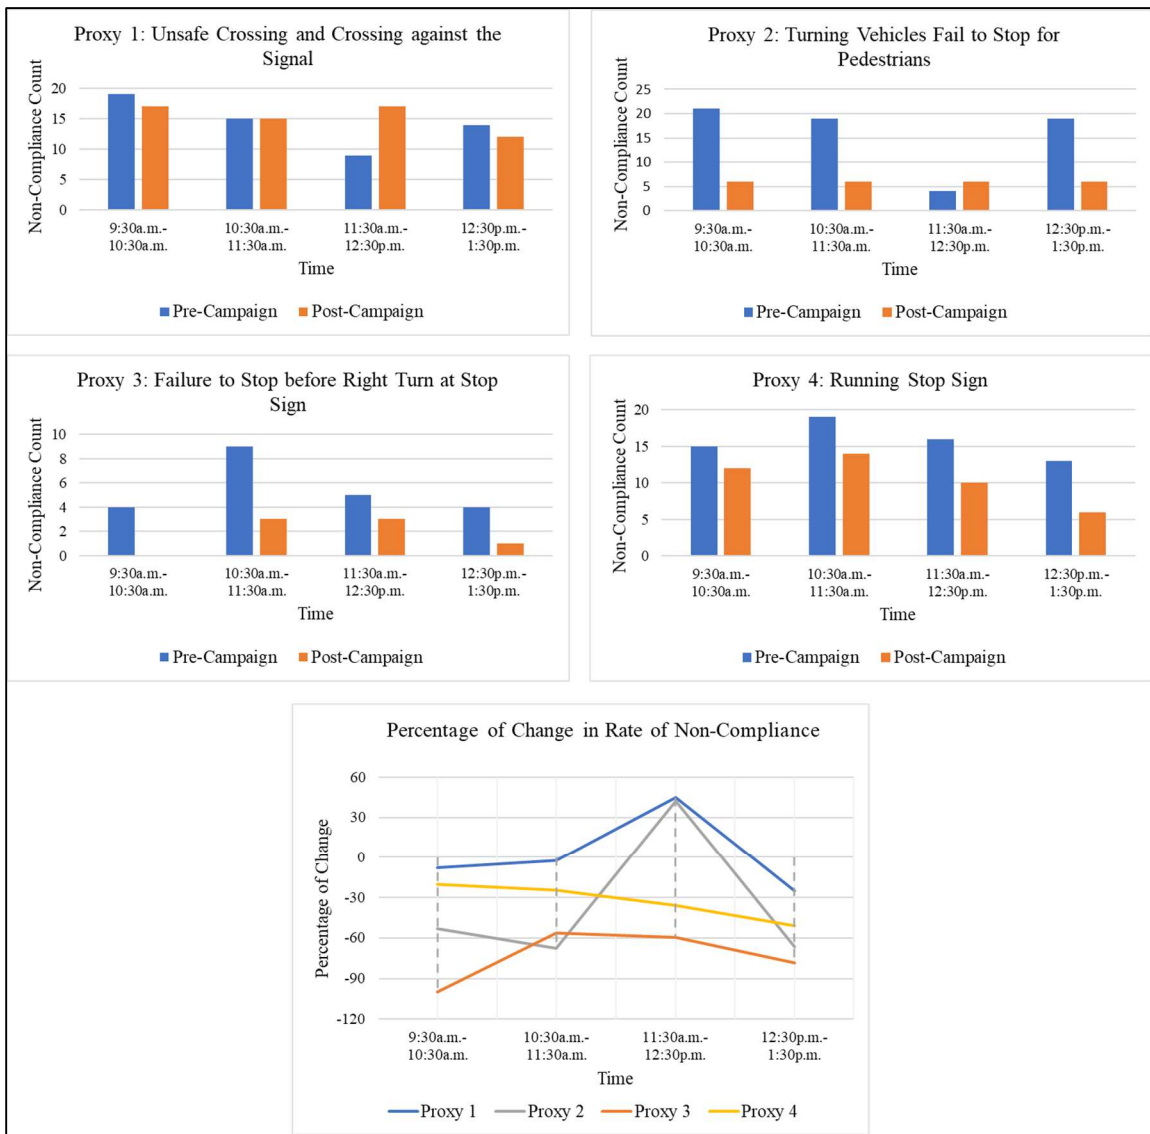 Proxy 1: Unsafe Crossing and Crossing against the
Signal
Non-Compliance Count
20
15
10
5
0
9:30a.m.-
10:30a.m.
10:30a.m.-
11:30a.m.
11:30a.m.-
12:30p.m.
12:30p.m.-
1:30p.m.
Time
Pre-Campaign
Post-Campaign
Proxy 2: Turning Vehicles Fail to Stop for
Pedestrians
Non-Compliance Count
25
20
15
10
5
0
9:30a.m.-
10:30a.m.
10:30a.m.-
11:30a.m.
11:30a.m.-
12:30p.m.
12:30p.m.-
1:30p.m.
Time
Pre-Campaign
Post-Campaign
Proxy 3: Failure to Stop before Right Turn at Stop
Sign
Non-Compliance Count
10
8
6
4
2
0
9:30a.m.-
10:30a.m.
10:30a.m.-
11:30a.m.
11:30a.m.-
12:30p.m.
12:30p.m.-
1:30p.m.
Time
Pre-Campaign
Post-Campaign
Proxy 4: Running Stop Sign
Non-Compliance Count
20
15
10
5
0
9:30a.m.-
10:30a.m.
10:30a.m.-
11:30a.m.
11:30a.m.-
12:30p.m.
12:30p.m.-
1:30p.m.
Time
Pre-Campaign
Post-Campaign
Percentage of Change in Rate of Non-Compliance
Percentage of Change
60
30
0
-30
-60
-90
-120
9:30a.m.-
10:30a.m.
10:30a.m.-
11:30a.m.
11:30a.m.-
12:30p.m.
12:30p.m.-
1:30p.m.
Time
Proxy 1
Proxy 2
Proxy 3
Proxy 4